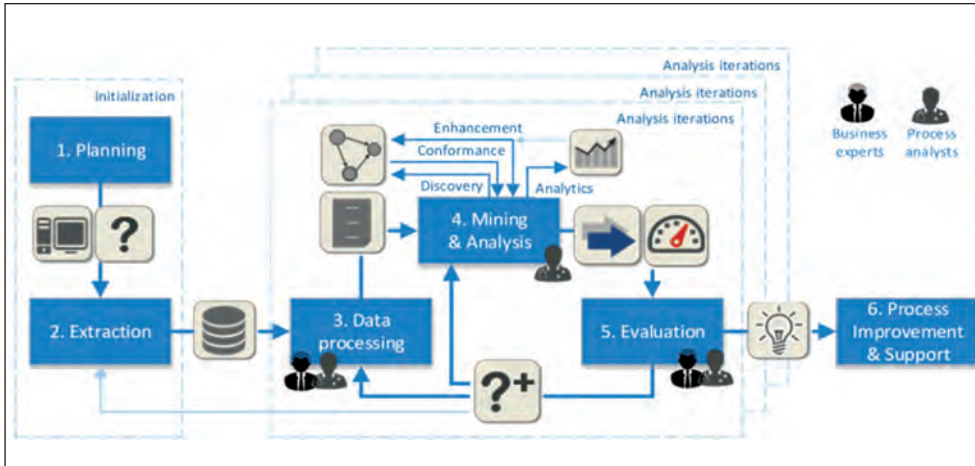 Analysis iterations
Analysis iterations
Analysis iterations
Initialization
Business
experts
Process
analysts
1. Planning
Enhancement
Conformance
Discovery
Analytics
?
4. Mining
& Analysis
2. Extraction
3. Data
processing
5. Evaluation
6. Process
Improvement
& Support
?+